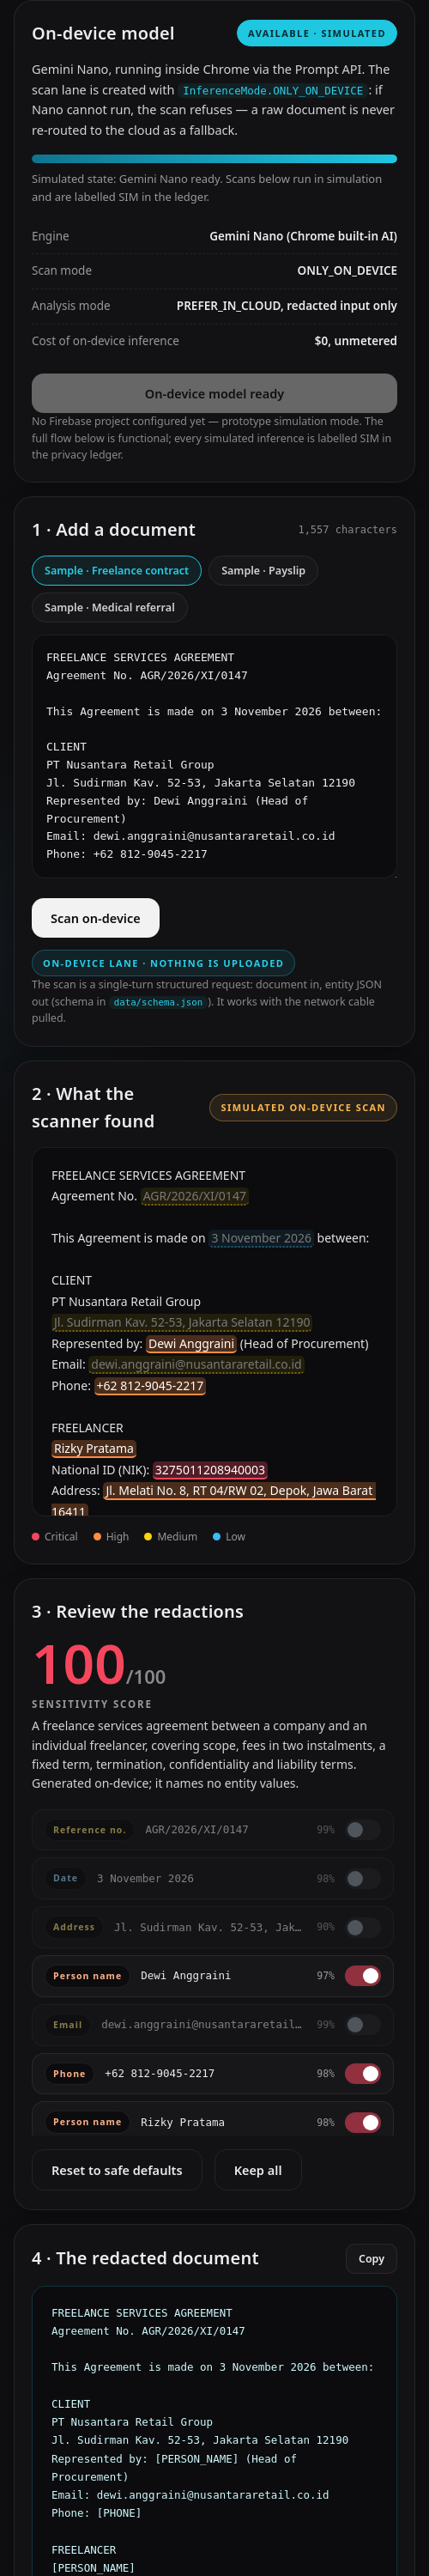 On-device model
AVAILABLE · SIMULATED
Gemini Nano, running inside Chrome via the Prompt API. The
scan lane is created with InferenceMode.ONLY_ON_DEVICE : if
Nano cannot run, the scan refuses — a raw document is never
re-routed to the cloud as a fallback.
Simulated state: Gemini Nano ready. Scans below run in simulation
and are labelled SIM in the ledger.
Engine
Gemini Nano (Chrome built-in AI)
Scan mode
ONLY_ON_DEVICE
Analysis mode
PREFER_IN_CLOUD, redacted input only
Cost of on-device inference
$0, unmetered
On-device model ready
No Firebase project configured yet — prototype simulation mode. The
full flow below is functional; every simulated inference is labelled SIM in
the privacy ledger.
1 · Add a document
1,557 characters
Sample · Freelance contract
Sample · Payslip
Sample · Medical referral
FREELANCE SERVICES AGREEMENT
Agreement No. AGR/2026/XI/0147
This Agreement is made on 3 November 2026 between:
CLIENT
PT Nusantara Retail Group
Jl. Sudirman Kav. 52-53, Jakarta Selatan 12190
Represented by: Dewi Anggraini (Head of
Procurement)
Email: dewi.anggraini@nusantararetail.co.id
Phone: +62 812-9045-2217
Scan on-device
ON-DEVICE LANE · NOTHING IS UPLOADED
The scan is a single-turn structured request: document in, entity JSON
out (schema in data/schema.json ). It works with the network cable
pulled.
2 · What the
scanner found
SIMULATED ON-DEVICE SCAN
FREELANCE SERVICES AGREEMENT
Agreement No. AGR/2026/XI/0147
This Agreement is made on 3 November 2026 between:
CLIENT
PT Nusantara Retail Group
Jl. Sudirman Kav. 52-53, Jakarta Selatan 12190
Represented by: Dewi Anggraini (Head of Procurement)
Email: dewi.anggraini@nusantararetail.co.id
Phone: +62 812-9045-2217
FREELANCER
Rizky Pratama
National ID (NIK): 3275011208940003
Address: Jl. Melati No. 8, RT 04/RW 02, Depok, Jawa Barat
16411
Critical
High
Medium
Low
3 · Review the redactions
100/100
SENSITIVITY SCORE
A freelance services agreement between a company and an
individual freelancer, covering scope, fees in two instalments, a
fixed term, termination, confidentiality and liability terms.
Generated on-device; it names no entity values.
Reference no. AGR/2026/XI/0147 99%
Date 3 November 2026 98%
Address Jl. Sudirman Kav. 52-53, Jak… 90%
Person name Dewi Anggraini 97%
Email dewi.anggraini@nusantararetail… 99%
Phone +62 812-9045-2217 98%
Person name Rizky Pratama 98%
Reset to safe defaults
Keep all
4 · The redacted document
Copy
FREELANCE SERVICES AGREEMENT
Agreement No. AGR/2026/XI/0147
This Agreement is made on 3 November 2026 between:
CLIENT
PT Nusantara Retail Group
Jl. Sudirman Kav. 52-53, Jakarta Selatan 12190
Represented by: [PERSON_NAME] (Head of
Procurement)
Email: dewi.anggraini@nusantararetail.co.id
Phone: [PHONE]
FREELANCER
[PERSON_NAME]